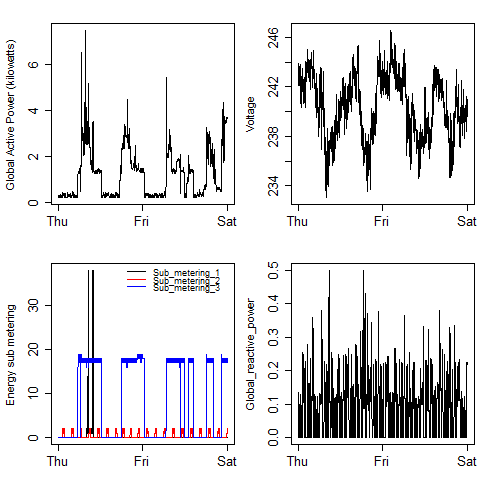 Global Active Power (kilowatts)
0 2 4 6
Thu Fri Sat
Voltage
234 238 242 246
Thu Fri Sat
Energy sub metering
0 10 20 30
Sub_metering_1
Sub_metering_2
Sub_metering_3
Thu Fri Sat
Global_reactive_power
0.0 0.1 0.2 0.3 0.4 0.5
Thu Fri Sat